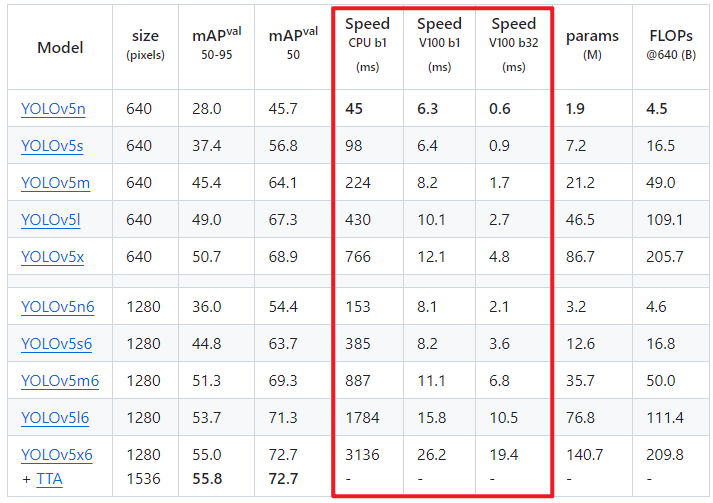 Model size (pixels) mAPval 50-95 mAPval 50 Speed CPU b1 (ms) Speed V100 b1 (ms) Speed V100 b32 (ms) params (M) FLOPs @640 (B)
YOLOv5n 640 28.0 45.7 45 6.3 0.6 1.9 4.5
YOLOv5s 640 37.4 56.8 98 6.4 0.9 7.2 16.5
YOLOv5m 640 45.4 64.1 224 8.2 1.7 21.2 49.0
YOLOv5l 640 49.0 67.3 430 10.1 2.7 46.5 109.1
YOLOv5x 640 50.7 68.9 766 12.1 4.8 86.7 205.7
YOLOv5n6 1280 36.0 54.4 153 8.1 2.1 3.2 4.6
YOLOv5s6 1280 44.8 63.7 385 8.2 3.6 12.6 16.8
YOLOv5m6 1280 51.3 69.3 887 11.1 6.8 35.7 50.0
YOLOv5l6 1280 53.7 71.3 1784 15.8 10.5 76.8 111.4
YOLOv5x6 1280 55.0 72.7 3136 26.2 19.4 140.7 209.8
+ TTA 1536 55.8 72.7 - - - - -